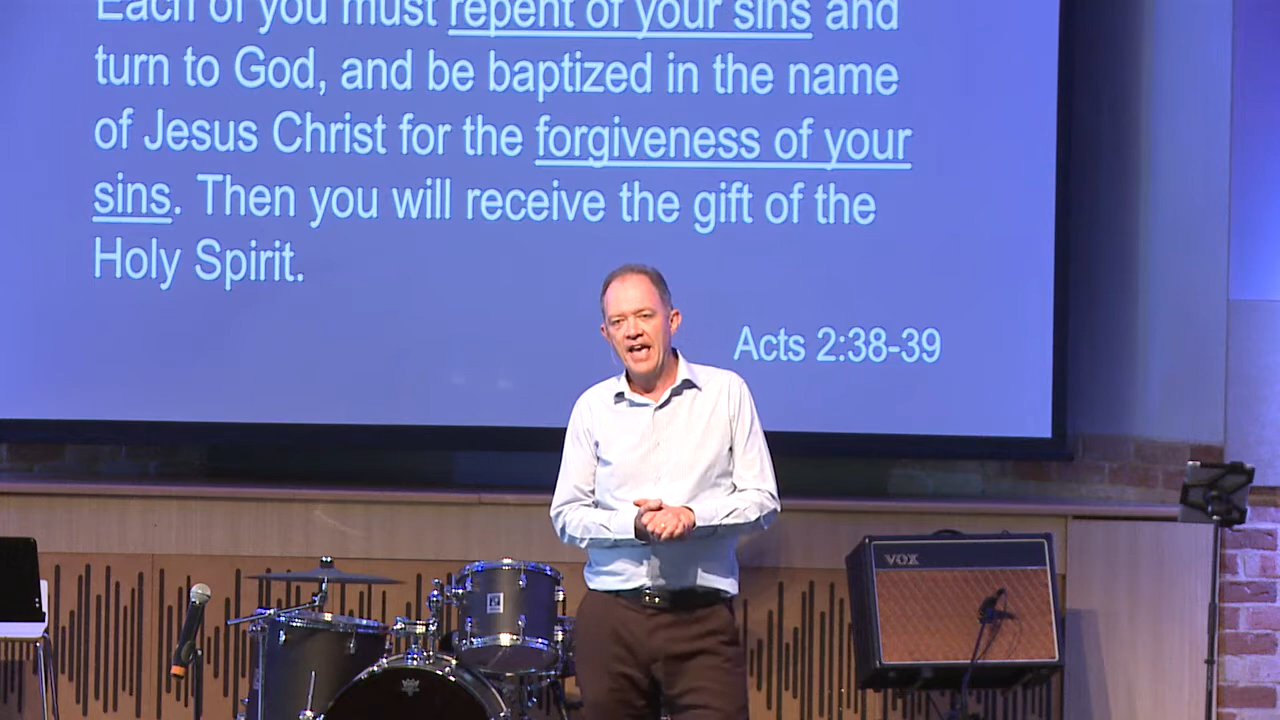 Each of you must repent of your sins and
turn to God, and be baptized in the name
of Jesus Christ for the forgiveness of your
sins. Then you will receive the gift of the
Holy Spirit.
Acts 2:38-39
VOX